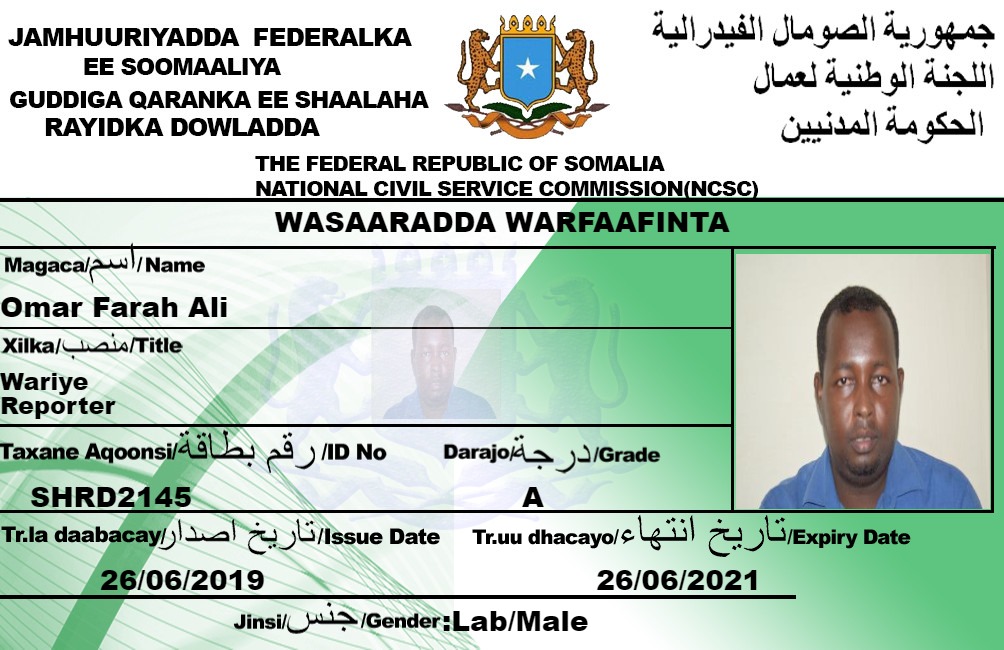 JAMHUURIYADDA FEDERALKA
EE SOOMAALIYA
GUDDIGA QARANKA EE SHAALAHA
RAYIDKA DOWLADDA
جمهورية الصومال الفيدرالية
اللجنة الوطنية لعمال
الحكومة المدنيين
THE FEDERAL REPUBLIC OF SOMALIA
NATIONAL CIVIL SERVICE COMMISSION(NCSC)
WASAARADDA WARFAAFINTA
Magaca/أسم/Name
Omar Farah Ali
Xilka/منصب/Title
Wariye
Reporter
Taxane Aqoonsi/رقم بطاقة/ID No
Darajo/درجة/Grade
SHRD2145
A
Tr.la daabacay/تاريخ اصدار/Issue Date
Tr.uu dhacayo/تاريخ انتهاء/Expiry Date
26/06/2019
26/06/2021
Jinsi/جنس/Gender:Lab/Male